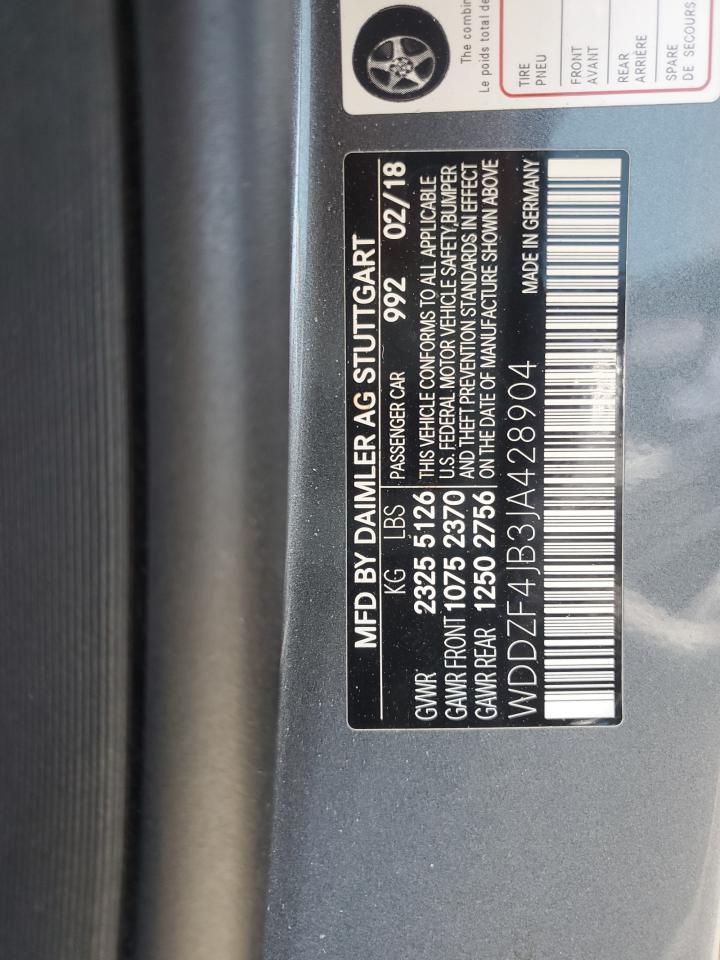 MFD BY DAIMLER AG STUTTGART
KG LBS PASSENGER CAR 992 02/18
GVWR 2325 5126 THIS VEHICLE CONFORMS TO ALL APPLICABLE
GAWR FRONT 1075 2370 U.S. FEDERAL MOTOR VEHICLE SAFETY, BUMPER
GAWR REAR 1250 2756 AND THEFT PREVENTION STANDARDS IN EFFECT
ON THE DATE OF MANUFACTURE SHOWN ABOVE
WDDZF4JB3JA428904 MADE IN GERMANY
The
Le poids total de
TIRE
PNEU
FRONT
AVANT
REAR
ARRIÈRE
SPARE
DE SECOURS